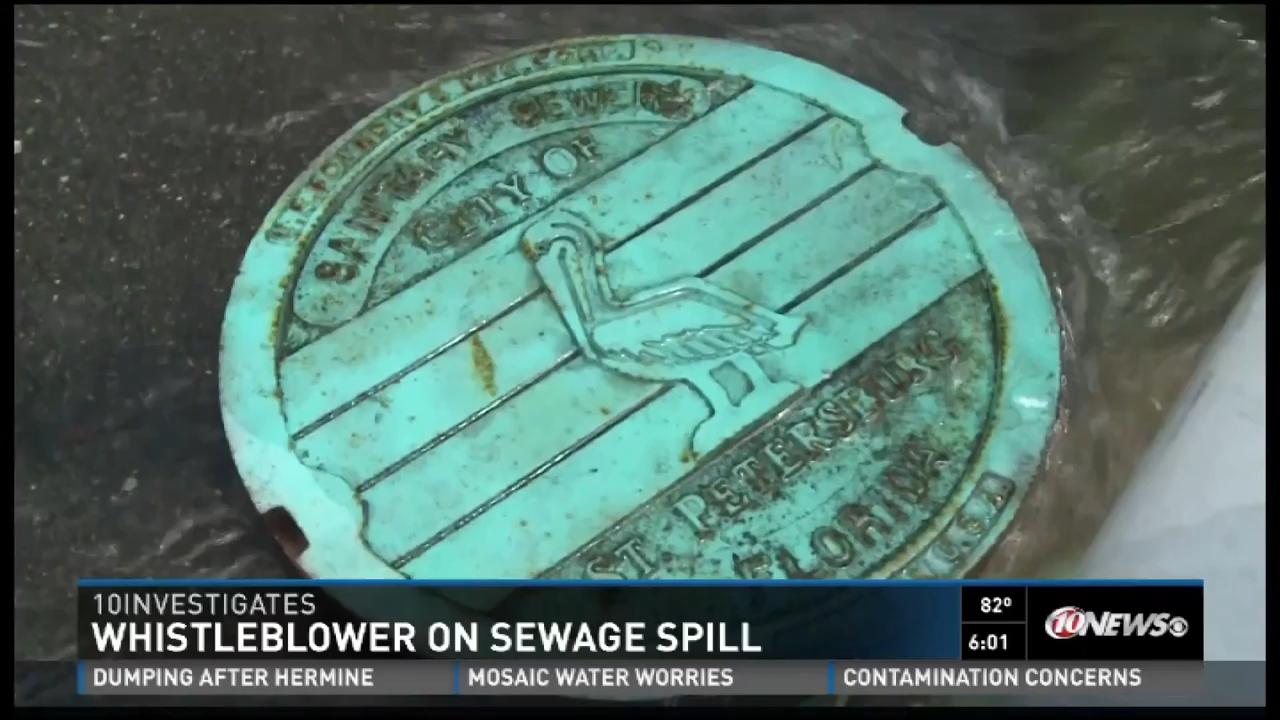 SANITARY SEWERS
CITY OF
ST. PETERSBURG
FLORIDA
U.S.A.
10INVESTIGATES
WHISTLEBLOWER ON SEWAGE SPILL
82°
6:01
10NEWS
DUMPING AFTER HERMINE
MOSAIC WATER WORRIES
CONTAMINATION CONCERNS